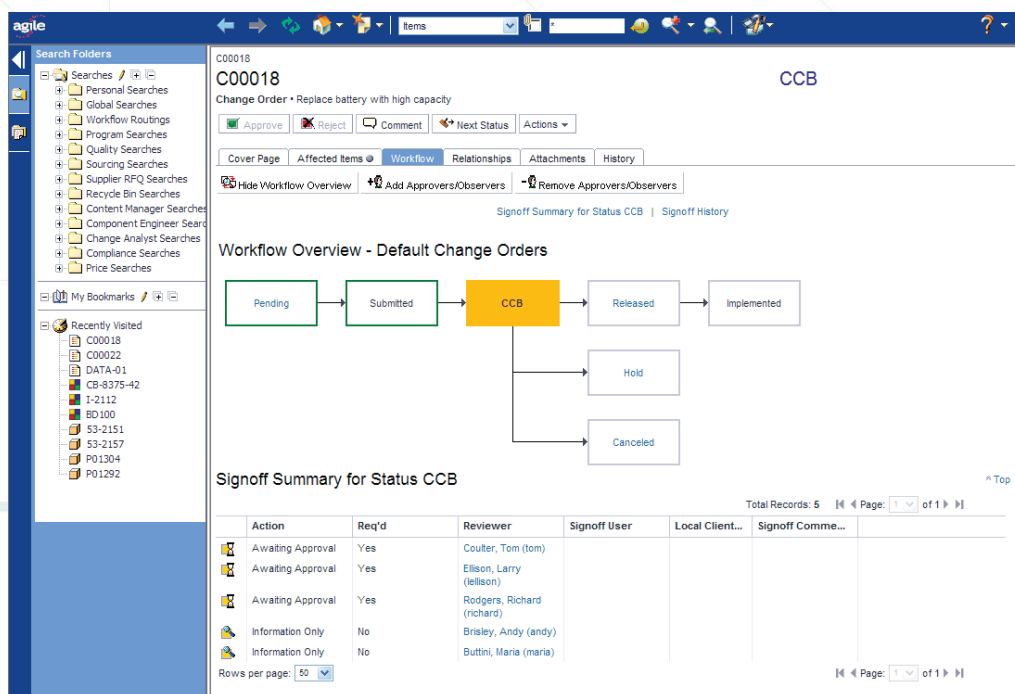 agile
Items
*
?
Search Folders
Searches
Personal Searches
Global Searches
Workflow Routings
Program Searches
Quality Searches
Sourcing Searches
Supplier RFQ Searches
Recycle Bin Searches
Content Manager Searches
Component Engineer Searc
Change Analyst Searches
Compliance Searches
Price Searches
My Bookmarks
Recently Visited
C00018
C00022
DATA-01
CB-8375-42
I-2112
BD100
53-2151
53-2157
P01304
P01292
C00018
C00018 CCB
Change Order • Replace battery with high capacity
Approve Reject Comment Next Status Actions
Cover Page Affected Items Workflow Relationships Attachments History
Hide Workflow Overview Add Approvers/Observers Remove Approvers/Observers
Signoff Summary for Status CCB | Signoff History
Workflow Overview - Default Change Orders
Pending Submitted CCB Released Implemented
Hold
Canceled
Signoff Summary for Status CCB
^ Top
Total Records: 5 Page: 1 of 1
Action Req'd Reviewer Signoff User Local Client... Signoff Comme...
Awaiting Approval Yes Coulter, Tom (tom)
Awaiting Approval Yes Ellison, Larry
(lellison)
Awaiting Approval Yes Rodgers, Richard
(richard)
Information Only No Brisley, Andy (andy)
Information Only No Buttini, Maria (maria)
Rows per page: 50 Page: 1 of 1